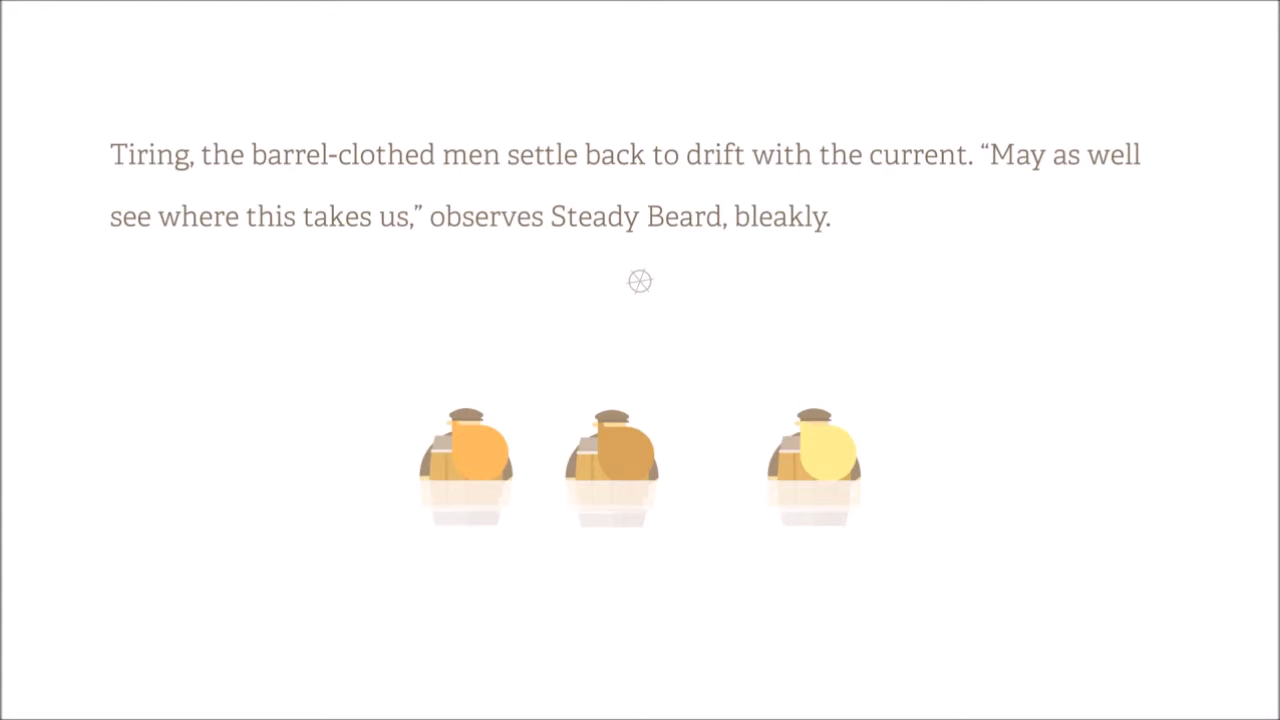 Tiring, the barrel-clothed men settle back to drift with the current. “May as well
see where this takes us,” observes Steady Beard, bleakly.